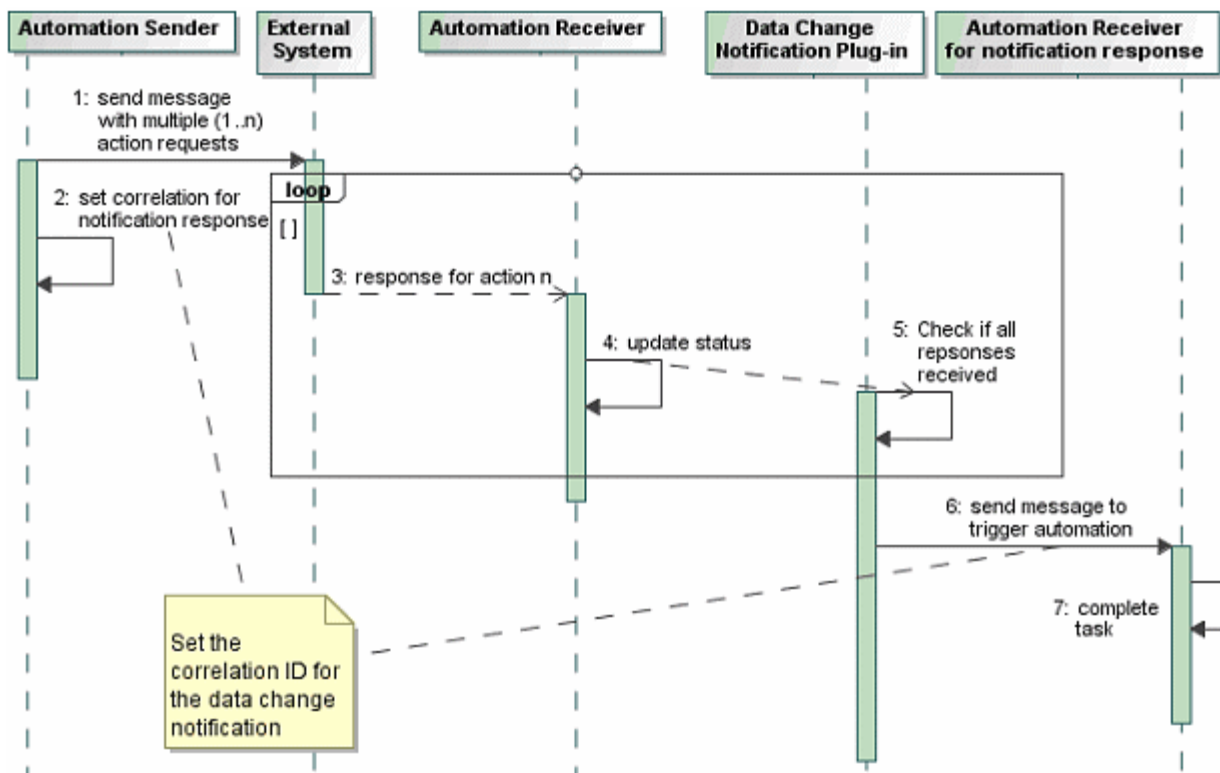 Automation Sender
External
System
Automation Receiver
Data Change
Notification Plug-in
Automation Receiver
for notification response
1: send message
with multiple (1..n)
action requests
loop
2: set correlation for
notification response
[ ]
3: response for action n
4: update status
5: Check if all
repsonses
received
6: send message to
trigger automation
7: complete
task
Set the
correlation ID for
the data change
notification